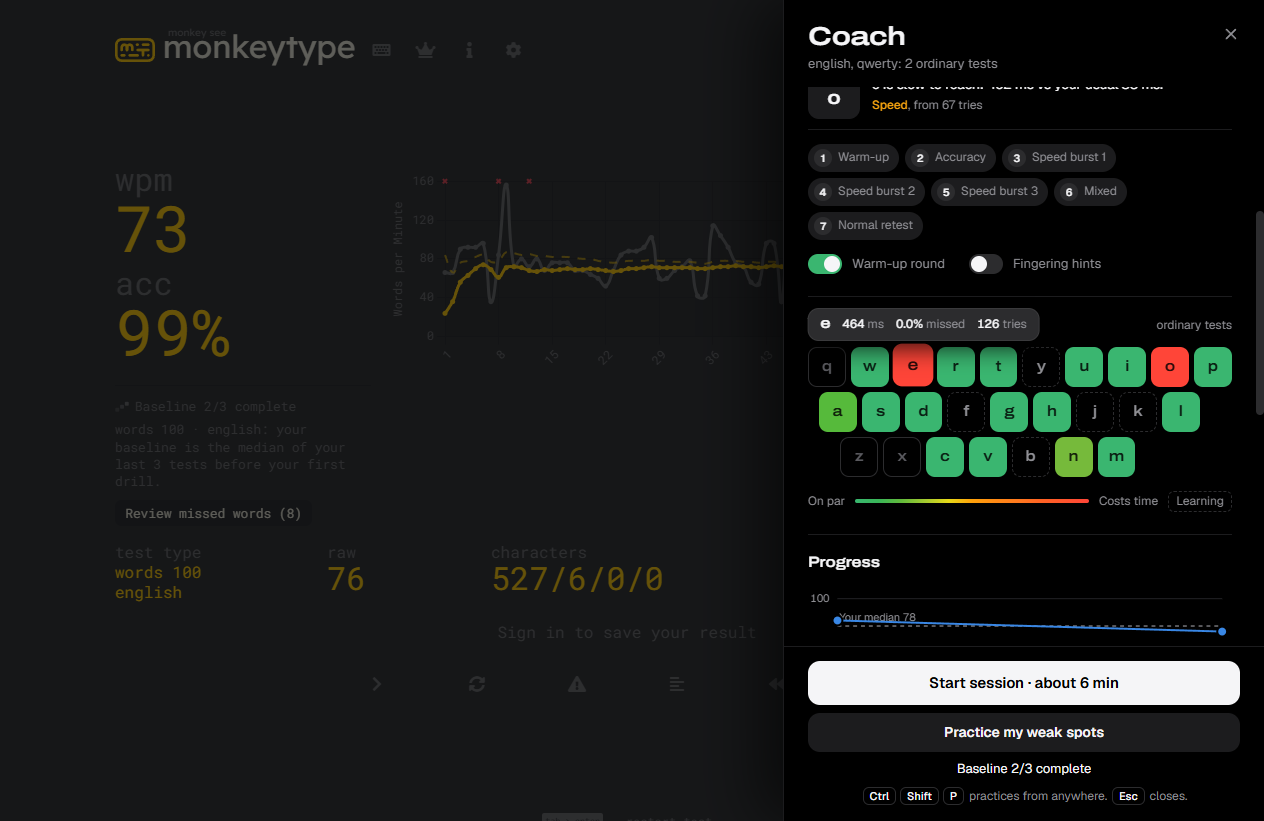 monkey see
monkeytype
wpm
73
acc
99%
Words per Minute
160
120
80
40
0
1
8
15
22
29
36
43
Baseline 2/3 complete
words 100 · english: your
baseline is the median of your
last 3 tests before your first
drill.
Review missed words (8)
test type
words 100
english
raw
76
characters
527/6/0/0
Sign in to save your result
Coach
english, qwerty: 2 ordinary tests
o
Speed, from 67 tries
1 Warm-up
2 Accuracy
3 Speed burst 1
4 Speed burst 2
5 Speed burst 3
6 Mixed
7 Normal retest
Warm-up round
Fingering hints
e 464 ms 0.0% missed 126 tries
ordinary tests
q w e r t y u i o p
a s d f g h j k l
z x c v b n m
On par
Costs time
Learning
Progress
100
Your median 78
Start session · about 6 min
Practice my weak spots
Baseline 2/3 complete
Ctrl Shift P practices from anywhere. Esc closes.